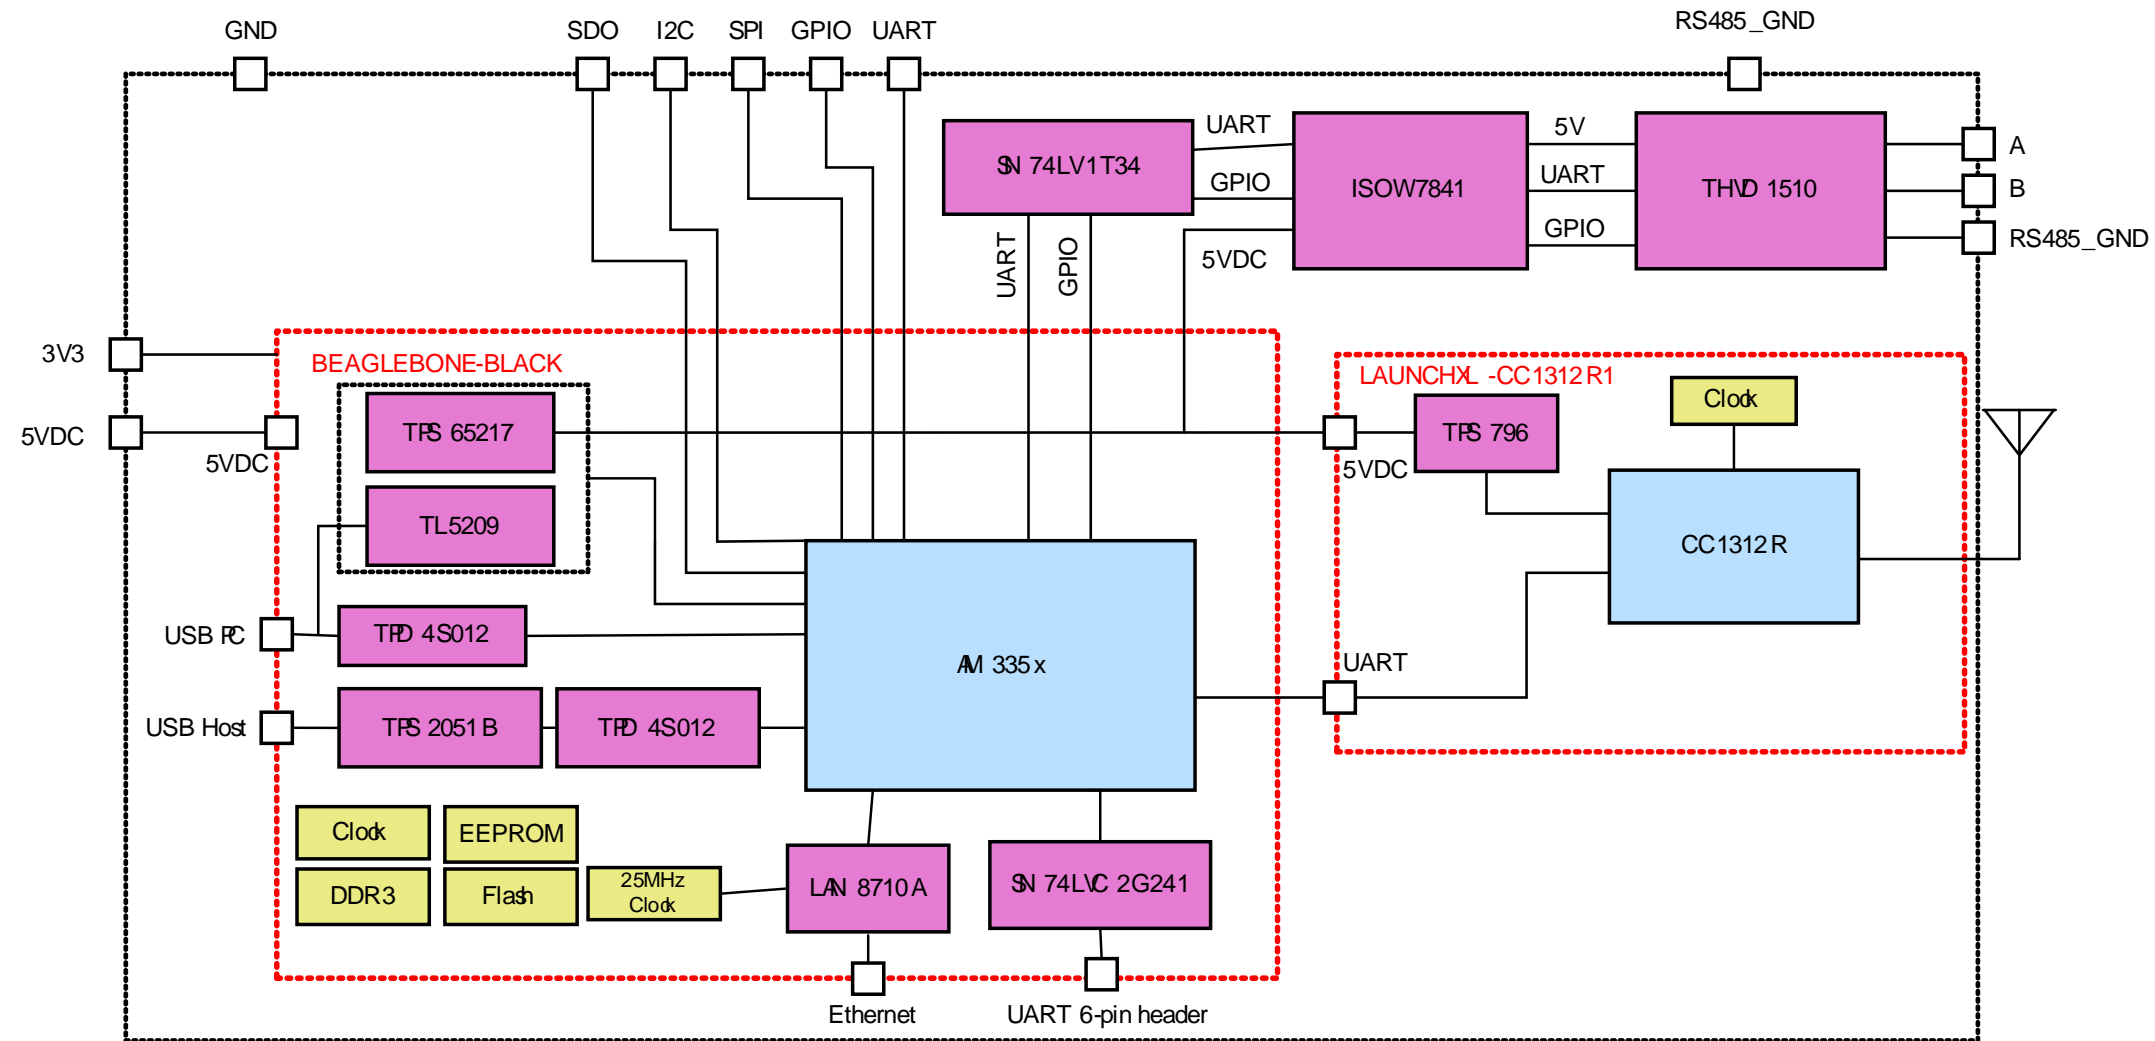 GND
SDO
I2C
SPI
GPIO
UART
RS485_GND
SN 74LV1T34
UART
GPIO
ISOW7841
5V
UART
GPIO
THVD 1510
A
B
RS485_GND
UART
GPIO
5VDC
3V3
5VDC
5VDC
BEAGLEBONE-BLACK
TPS 65217
TL5209
LAUNCHXL -CC1312R1
Clock
TPS 796
5VDC
CC1312R
USB PC
TPD 4S012
AM 335x
UART
USB Host
TPS 2051B
TPD 4S012
Clock
EEPROM
DDR3
Flash
25MHz
Clock
LAN 8710A
SN 74LVC 2G241
Ethernet
UART 6-pin header